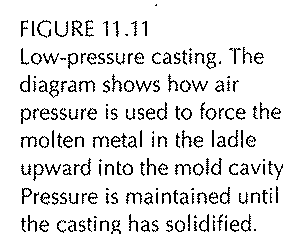 FIGURE 11.11
Low-pressure casting. The
diagram shows how air
pressure is used to force the
molten metal in the ladle
upward into the mold cavity
Pressure is maintained until
the casting has solidified.